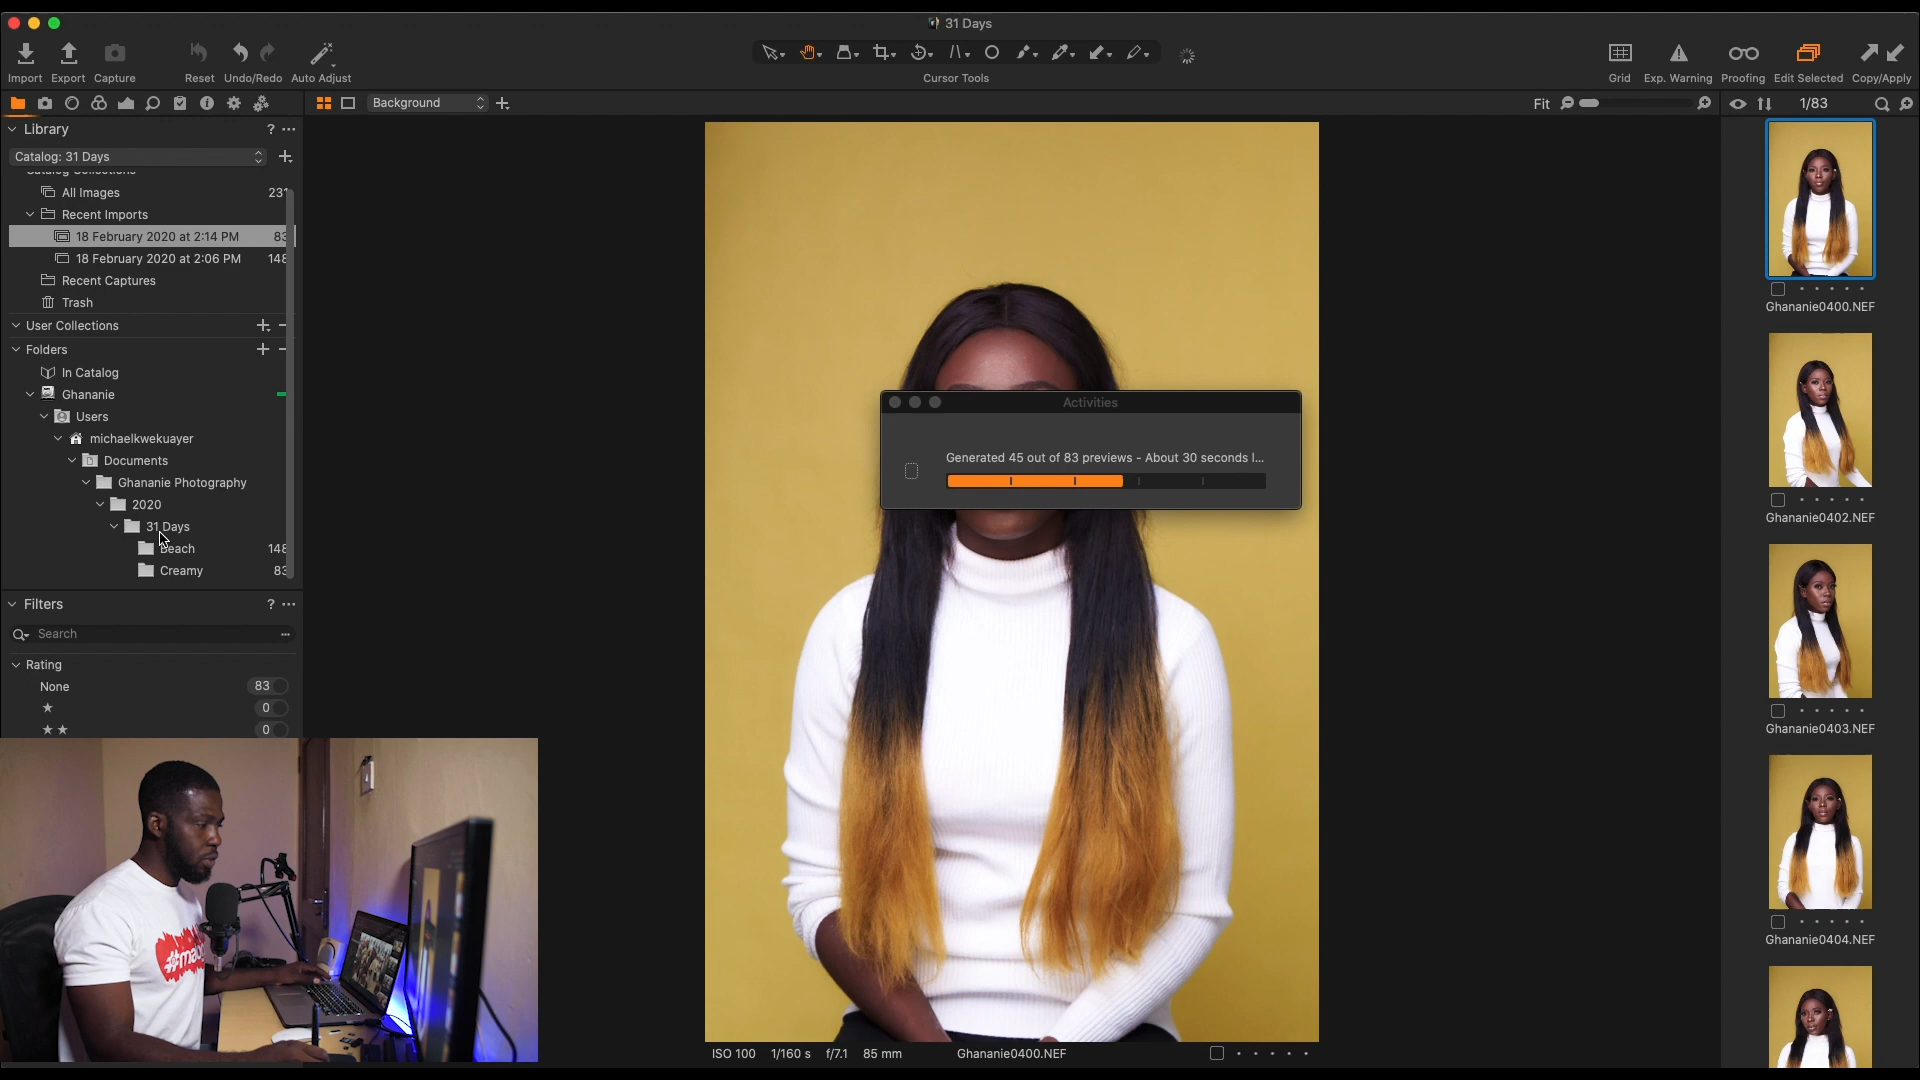 31 Days
Import
Export
Capture
Reset
Undo/Redo
Auto Adjust
Cursor Tools
Grid
Exp. Warning
Proofing
Edit Selected
Copy/Apply
Background
Fit
1/83
Library
? ...
Catalog: 31 Days
Catalog Collections
All Images 231
Recent Imports
18 February 2020 at 2:14 PM 83
18 February 2020 at 2:06 PM 148
Recent Captures
Trash
User Collections
Folders
In Catalog
Ghananie
Users
michaelkwekuayer
Documents
Ghananie Photography
2020
31 Days
Beach 148
Creamy 83
Filters
? ...
Search
Rating
None 83
★ 0
★★ 0
Activities
Generated 45 out of 83 previews - About 30 seconds l...
ISO 100 1/160 s f/7.1 85 mm
Ghananie0400.NEF
Ghananie0400.NEF
Ghananie0402.NEF
Ghananie0403.NEF
Ghananie0404.NEF